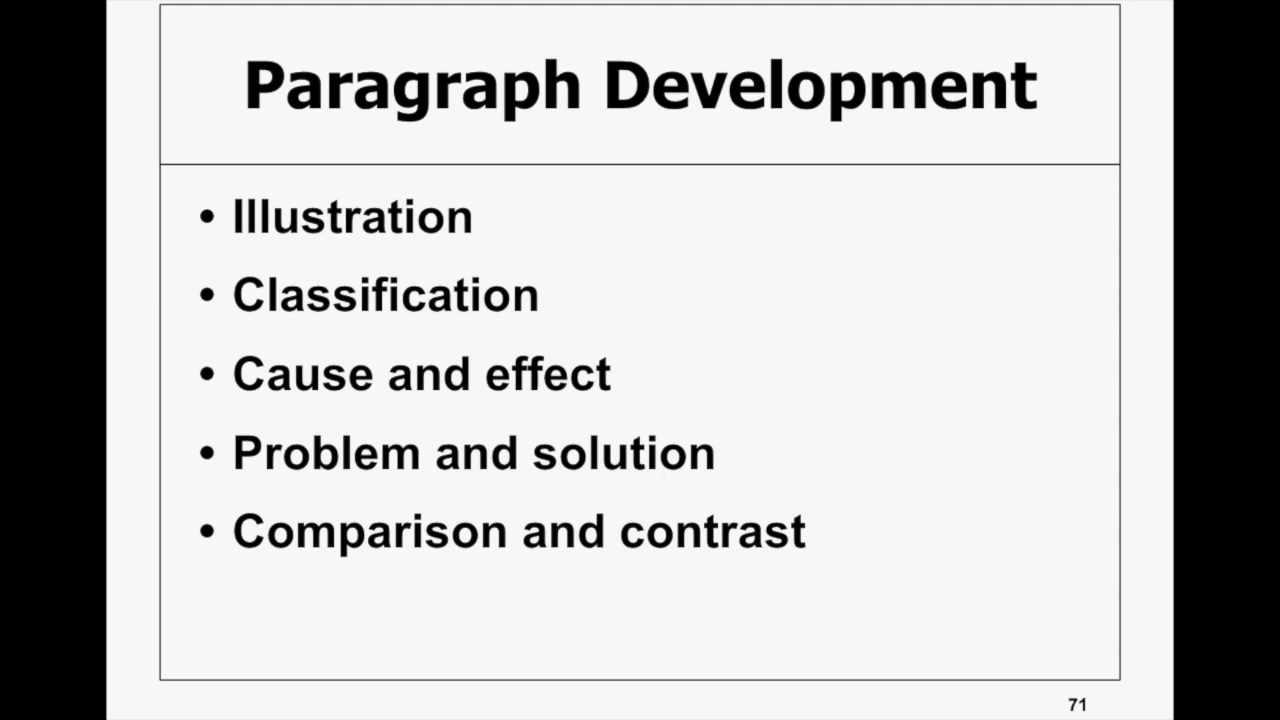 Paragraph Development
• Illustration
• Classification
• Cause and effect
• Problem and solution
• Comparison and contrast
71